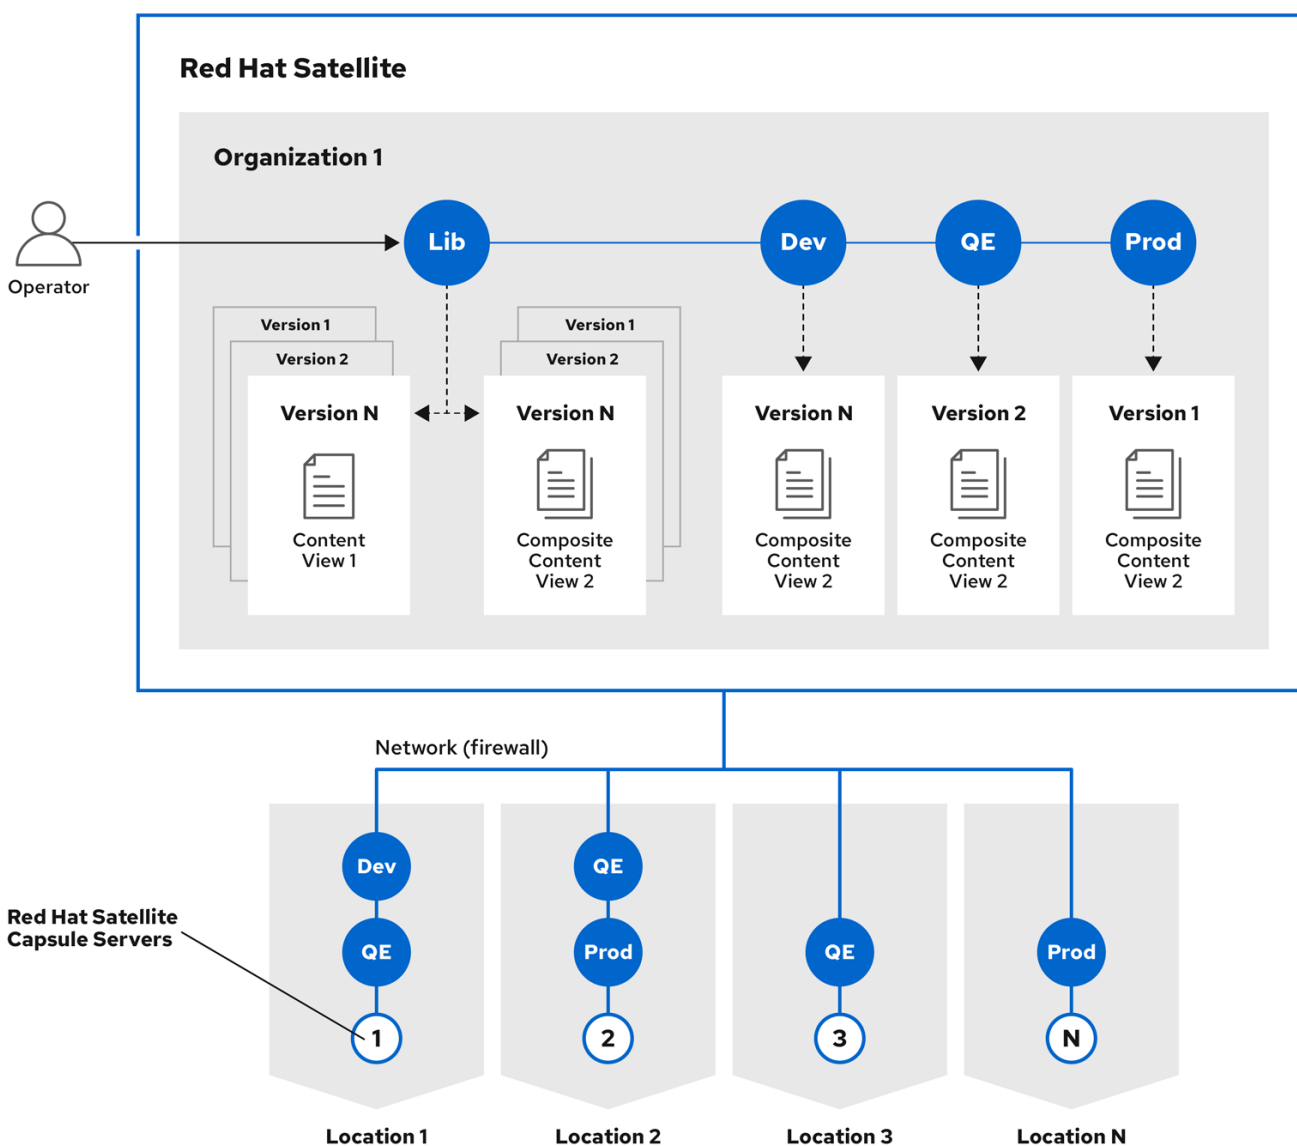 Red Hat Satellite
Organization 1
Lib
Dev
QE
Prod
Operator
Version 1
Version 2
Version N
Content
View 1
Version 1
Version 2
Version N
Composite
Content
View 2
Version N
Composite
Content
View 2
Version 2
Composite
Content
View 2
Version 1
Composite
Content
View 2
Network (firewall)
Red Hat Satellite
Capsule Servers
Dev
QE
1
Location 1
QE
Prod
2
Location 2
QE
3
Location 3
Prod
N
Location N